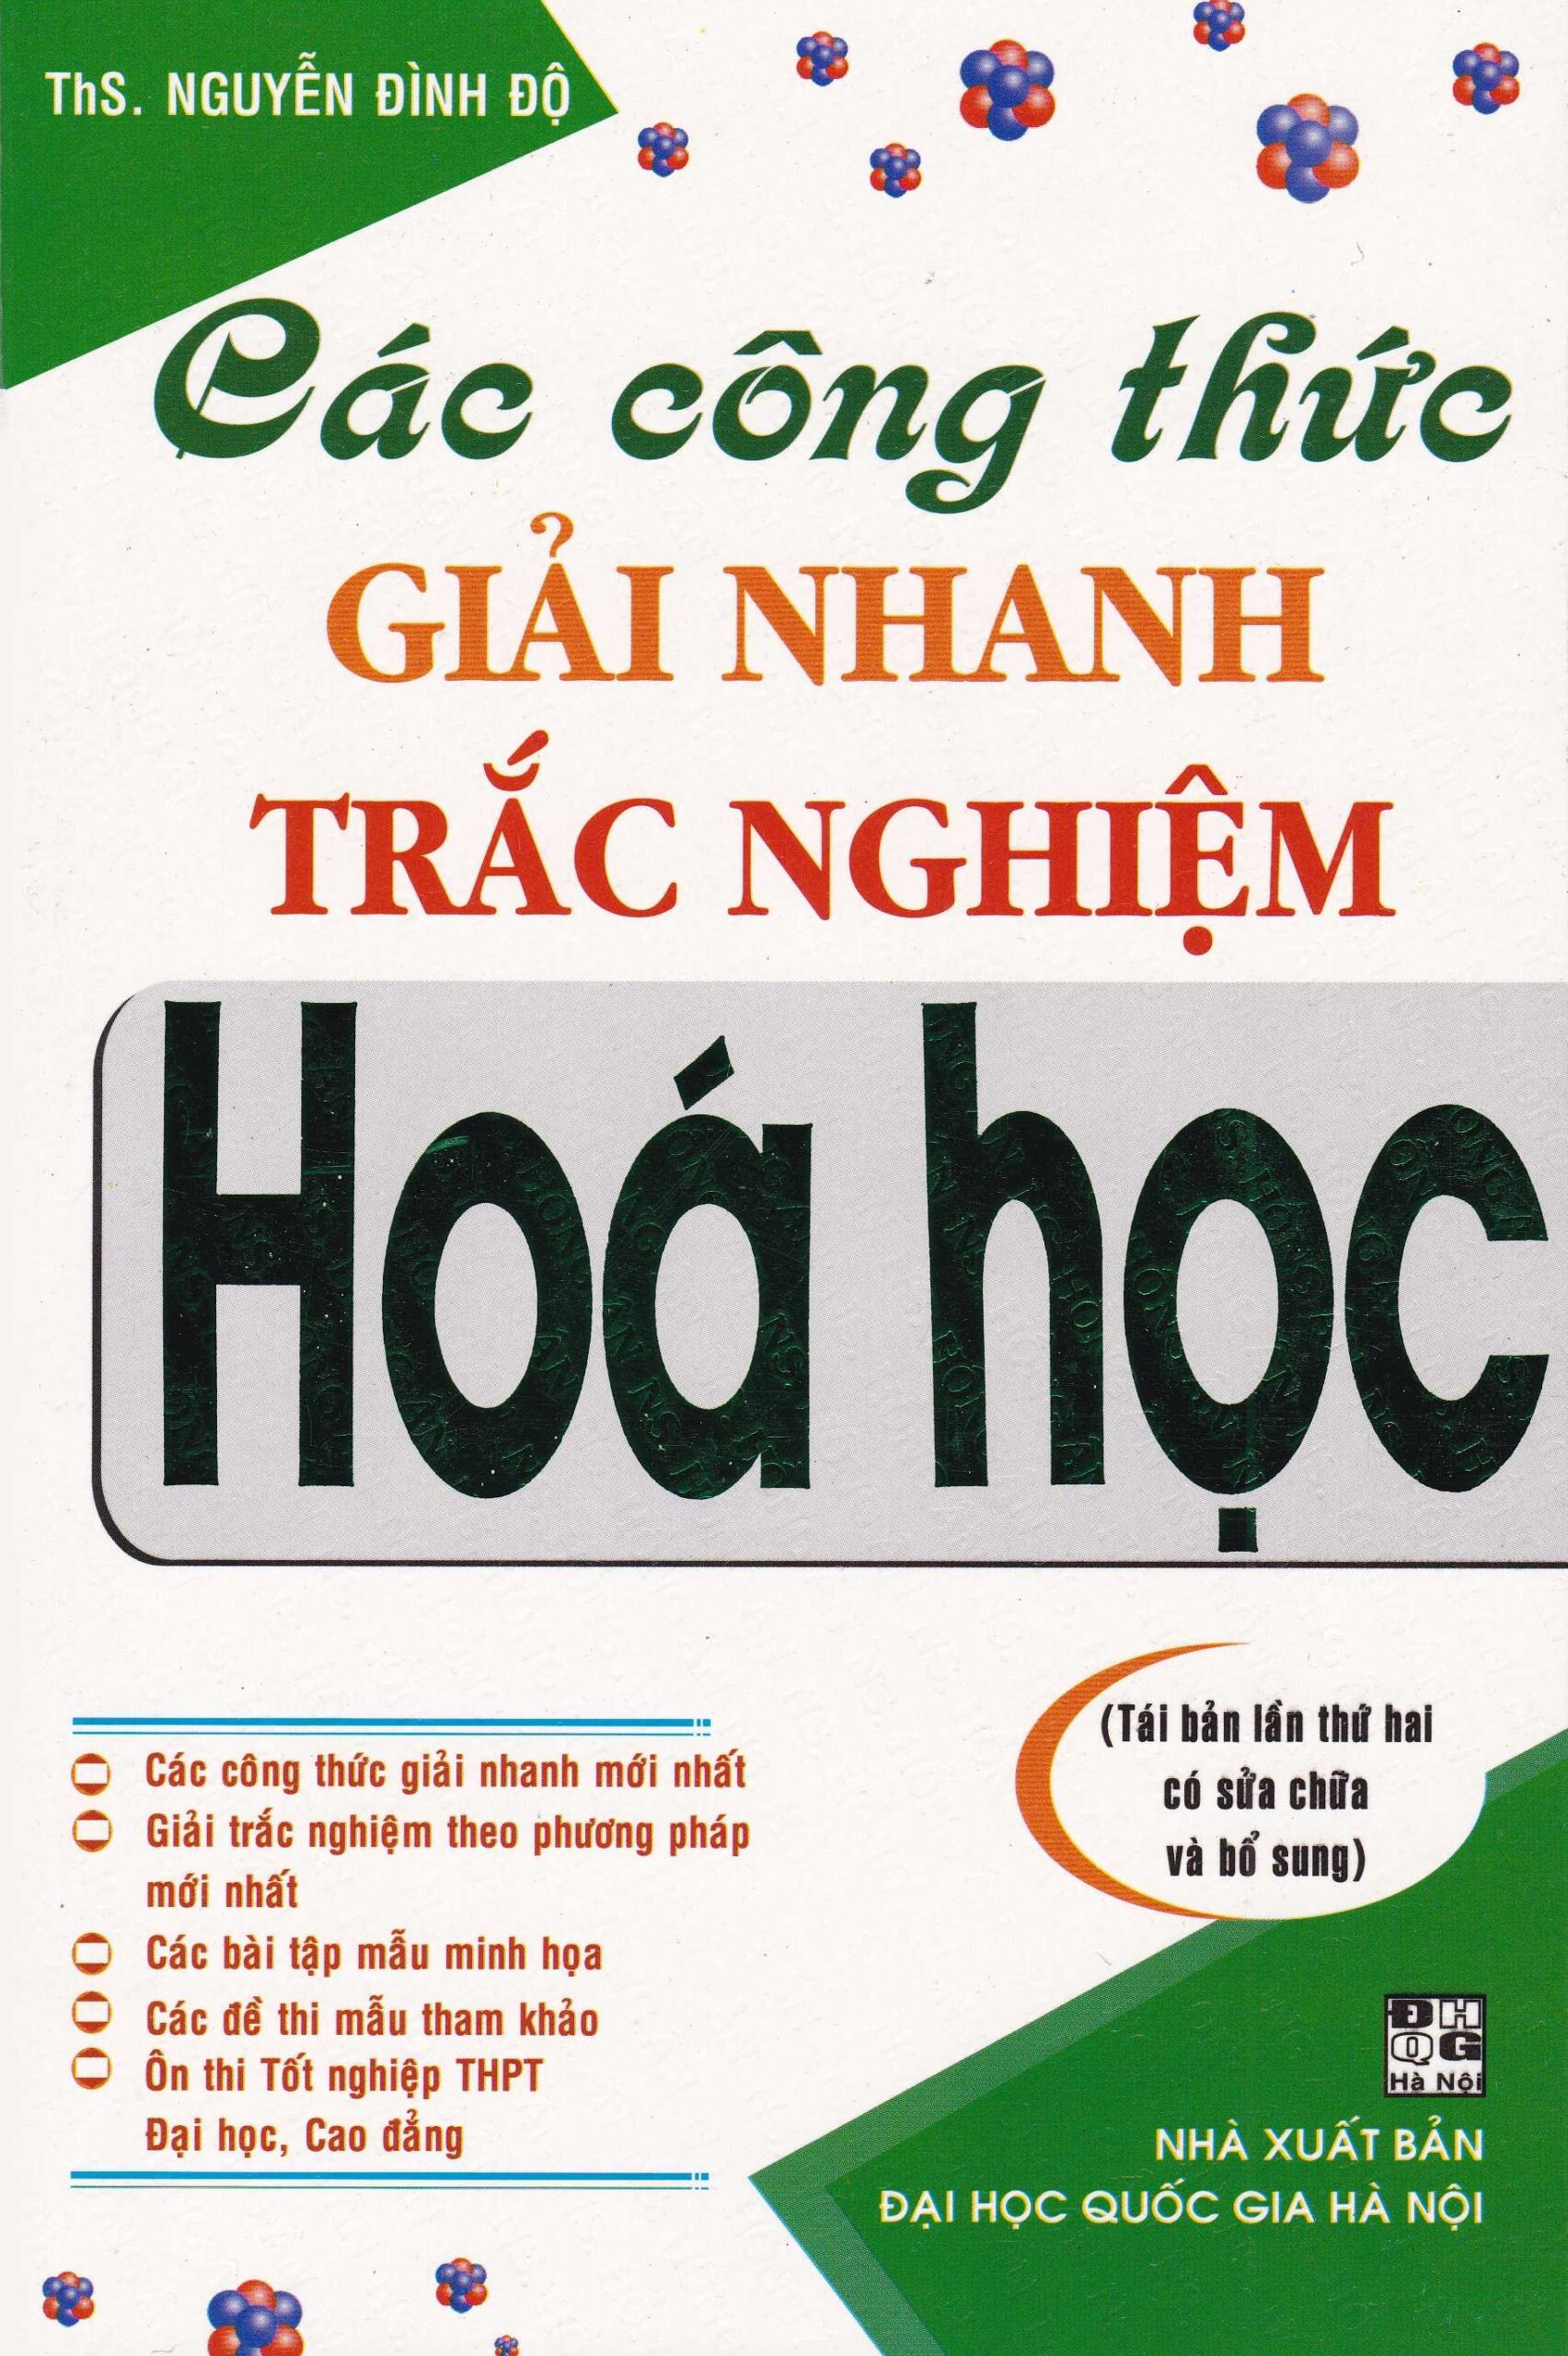 ThS. NGUYỄN ĐÌNH ĐỘ
Các công thức
GIẢI NHANH
TRẮC NGHIỆM
Hoá học
(Tái bản lần thứ hai
có sửa chữa
và bổ sung)
Các công thức giải nhanh mới nhất
Giải trắc nghiệm theo phương pháp
mới nhất
Các bài tập mẫu minh họa
Các đề thi mẫu tham khảo
Ôn thi Tốt nghiệp THPT
Đại học, Cao đẳng
ĐH
QG
Hà Nội
NHÀ XUẤT BẢN
ĐẠI HỌC QUỐC GIA HÀ NỘI